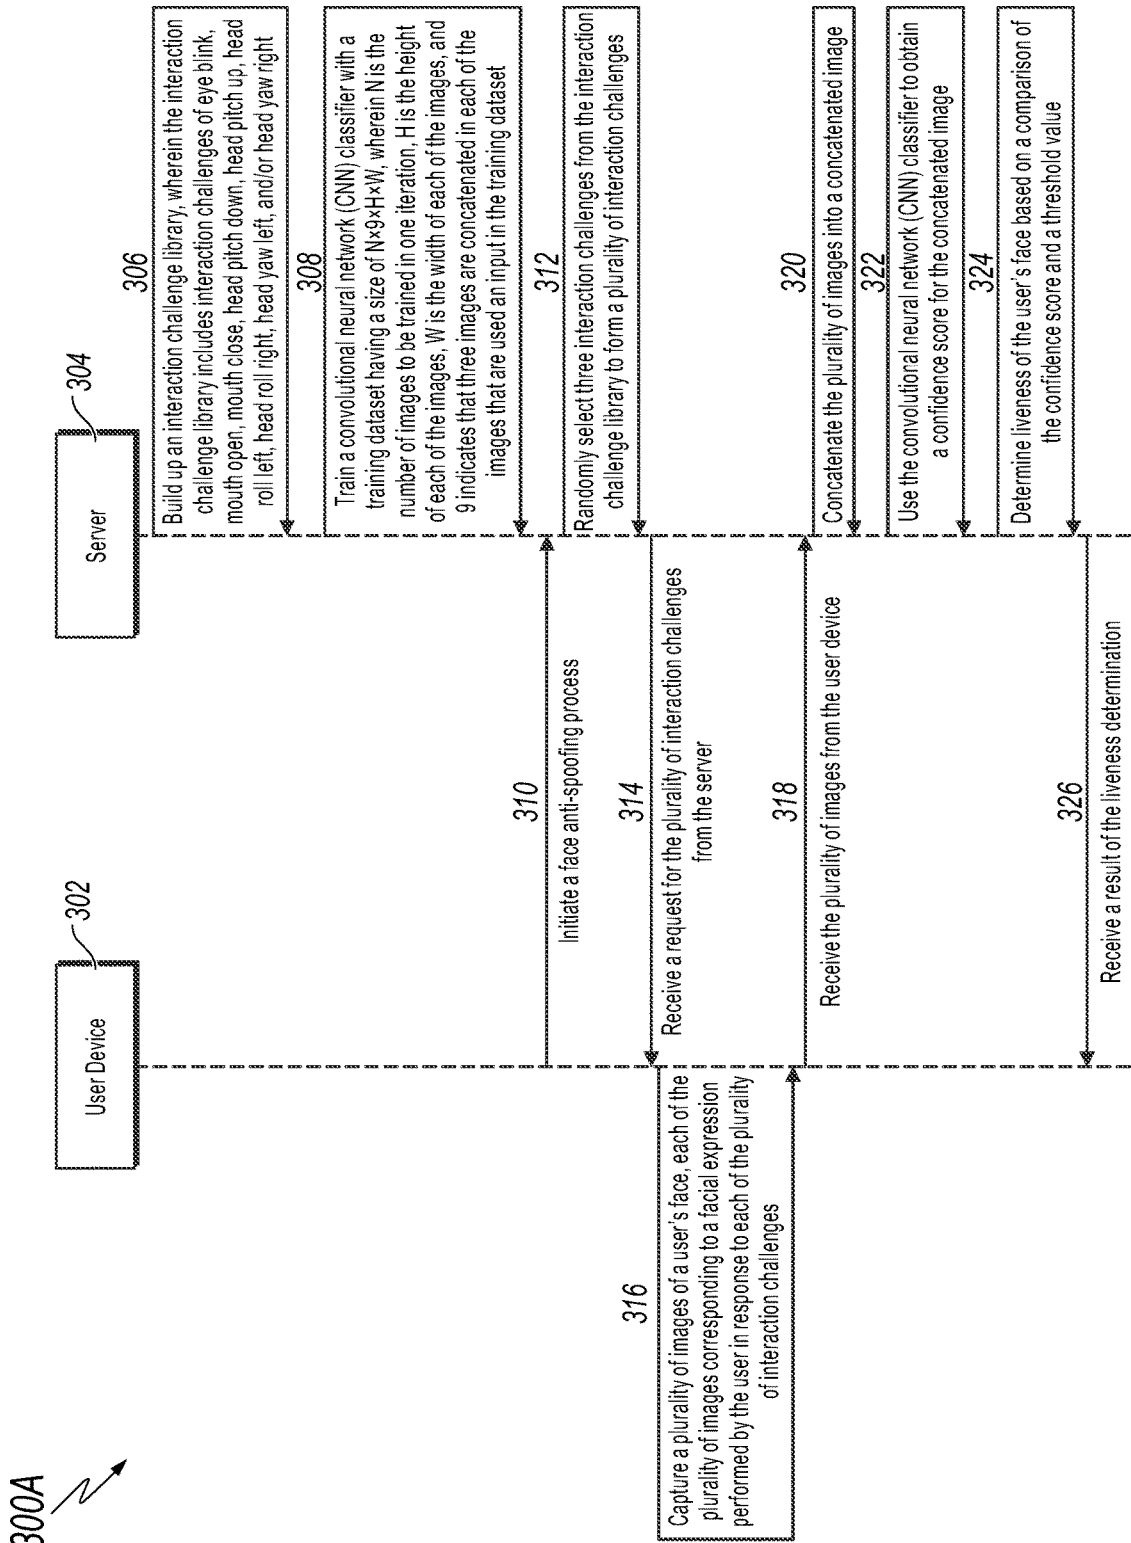 300A
User Device
302
Server
304
306
Build up an interaction challenge library, wherein the interaction
challenge library includes interaction challenges of eye blink,
mouth open, mouth close, head pitch down, head pitch up, head
roll left, head roll right, head yaw left, and/or head yaw right
308
Train a convolutional neural network (CNN) classifier with a
training dataset having a size of N×9×H×W, wherein N is the
number of images to be trained in one iteration, H is the height
of each of the images, W is the width of each of the images, and
9 indicates that three images are concatenated in each of the
images that are used an input in the training dataset
310
Initiate a face anti-spoofing process
312
Randomly select three interaction challenges from the interaction
challenge library to form a plurality of interaction challenges
314
Receive a request for the plurality of interaction challenges
from the server
316
Capture a plurality of images of a user's face, each of the
plurality of images corresponding to a facial expression
performed by the user in response to each of the plurality
of interaction challenges
318
Receive the plurality of images from the user device
320
Concatenate the plurality of images into a concatenated image
322
Use the convolutional neural network (CNN) classifier to obtain
a confidence score for the concatenated image
324
Determine liveness of the user's face based on a comparison of
the confidence score and a threshold value
326
Receive a result of the liveness determination